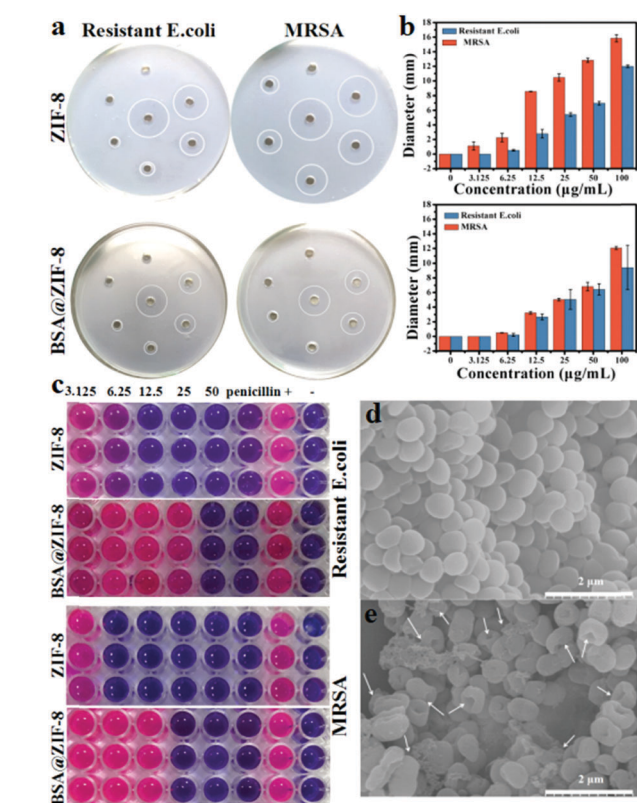 a
Resistant E.coli
MRSA
ZIF-8
BSA@ZIF-8
b
Diameter (mm)
18
16
14
12
10
8
6
4
2
0
-2
Resistant E.coli
MRSA
0 3.125 6.25 12.5 25 50 100
Concentration (µg/mL)
Diameter (mm)
18
16
14
12
10
8
6
4
2
0
-2
Resistant E.coli
MRSA
0 3.125 6.25 12.5 25 50 100
Concentration (µg/mL)
c
3.125 6.25 12.5 25 50 penicillin + -
ZIF-8
BSA@ZIF-8
Resistant E.coli
ZIF-8
BSA@ZIF-8
MRSA
d
2 µm
e
2 µm